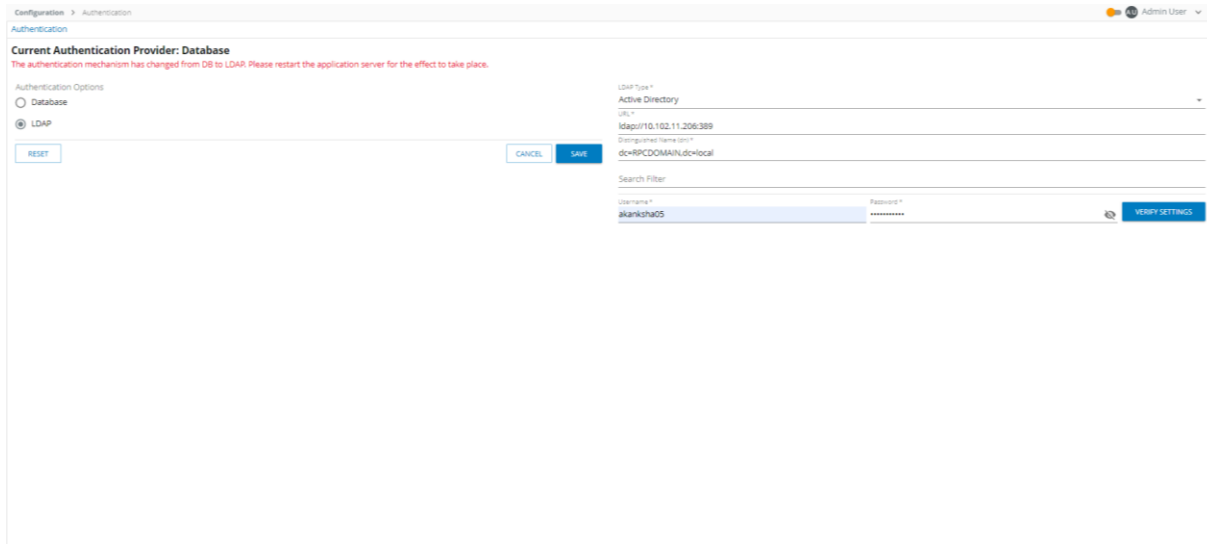 Configuration > Authentication
AU Admin User
Authentication
Current Authentication Provider: Database
The authentication mechanism has changed from DB to LDAP. Please restart the application server for the effect to take place.
Authentication Options
Database
LDAP
RESET
CANCEL
SAVE
LDAP Type *
Active Directory
URL *
ldap://10.102.11.206:389
Distinguished Name (dn) *
dc=RPCDOMAIN,dc=local
Search Filter
Username *
akanksha05
Password *
•••••••••••
VERIFY SETTINGS